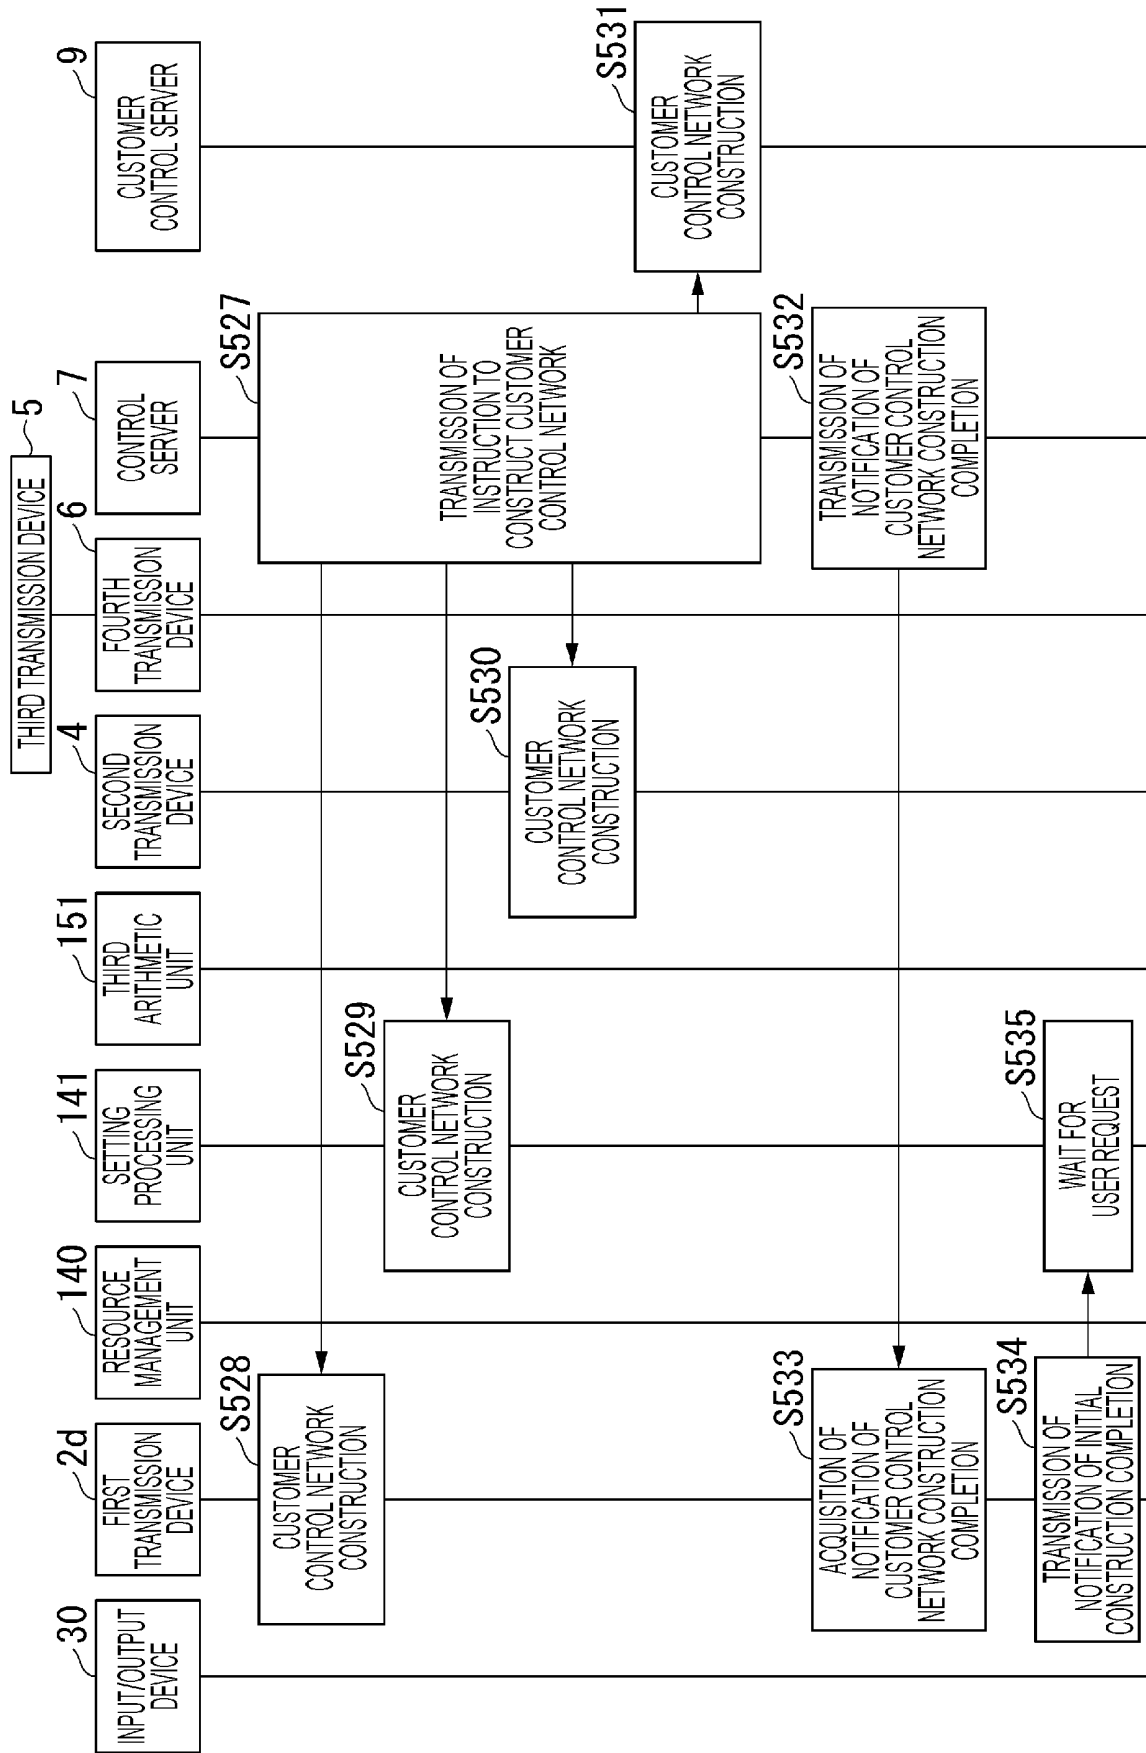 THIRD TRANSMISSION DEVICE
5
30
INPUT/OUTPUT
DEVICE
2d
FIRST
TRANSMISSION
DEVICE
140
RESOURCE
MANAGEMENT
UNIT
141
SETTING
PROCESSING
UNIT
151
THIRD
ARITHMETIC
UNIT
4
SECOND
TRANSMISSION
DEVICE
6
FOURTH
TRANSMISSION
DEVICE
7
CONTROL
SERVER
9
CUSTOMER
CONTROL SERVER
S527
TRANSMISSION OF
INSTRUCTION TO
CONSTRUCT CUSTOMER
CONTROL NETWORK
S528
CUSTOMER
CONTROL NETWORK
CONSTRUCTION
S529
CUSTOMER
CONTROL NETWORK
CONSTRUCTION
S530
CUSTOMER
CONTROL NETWORK
CONSTRUCTION
S531
CUSTOMER
CONTROL NETWORK
CONSTRUCTION
S532
TRANSMISSION OF
NOTIFICATION OF
CUSTOMER CONTROL
NETWORK CONSTRUCTION
COMPLETION
S533
ACQUISITION OF
NOTIFICATION OF
CUSTOMER CONTROL
NETWORK CONSTRUCTION
COMPLETION
S534
TRANSMISSION OF
NOTIFICATION OF INITIAL
CONSTRUCTION COMPLETION
S535
WAIT FOR
USER REQUEST